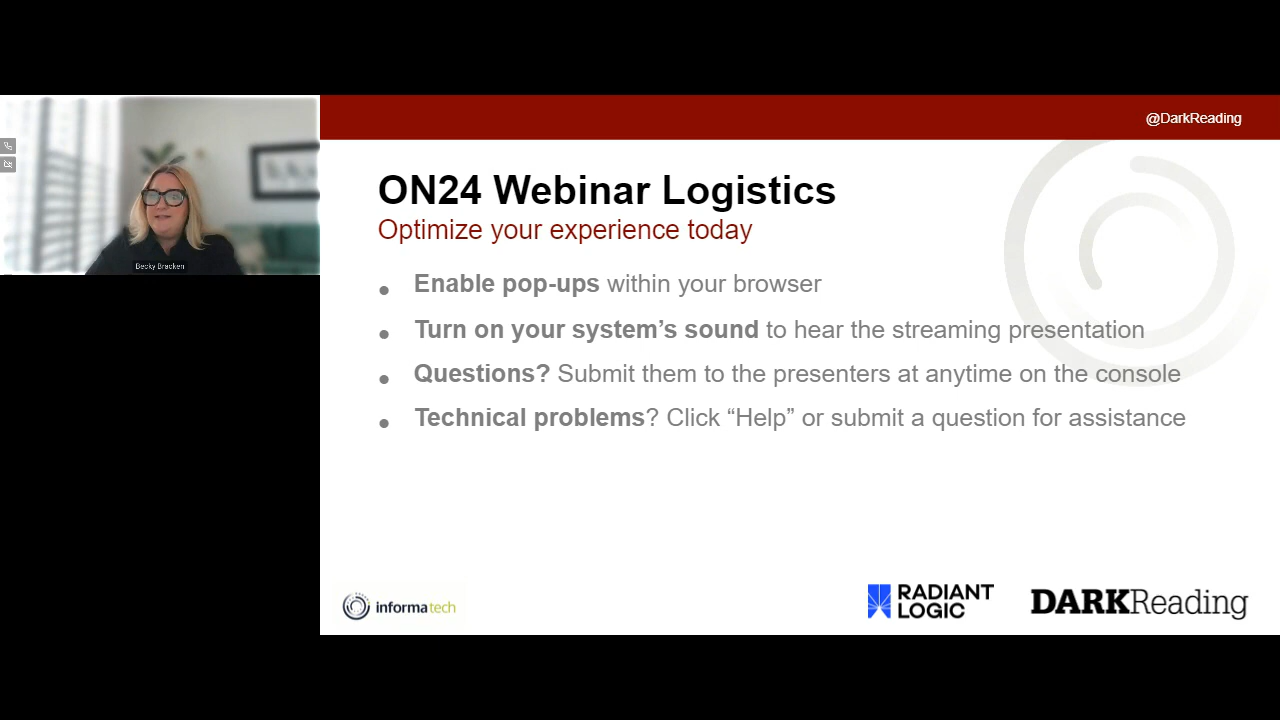 @DarkReading
Becky Bracken
ON24 Webinar Logistics
Optimize your experience today
• Enable pop-ups within your browser
• Turn on your system’s sound to hear the streaming presentation
• Questions? Submit them to the presenters at anytime on the console
• Technical problems? Click “Help” or submit a question for assistance
informa tech
RADIANT
LOGIC
DARKReading